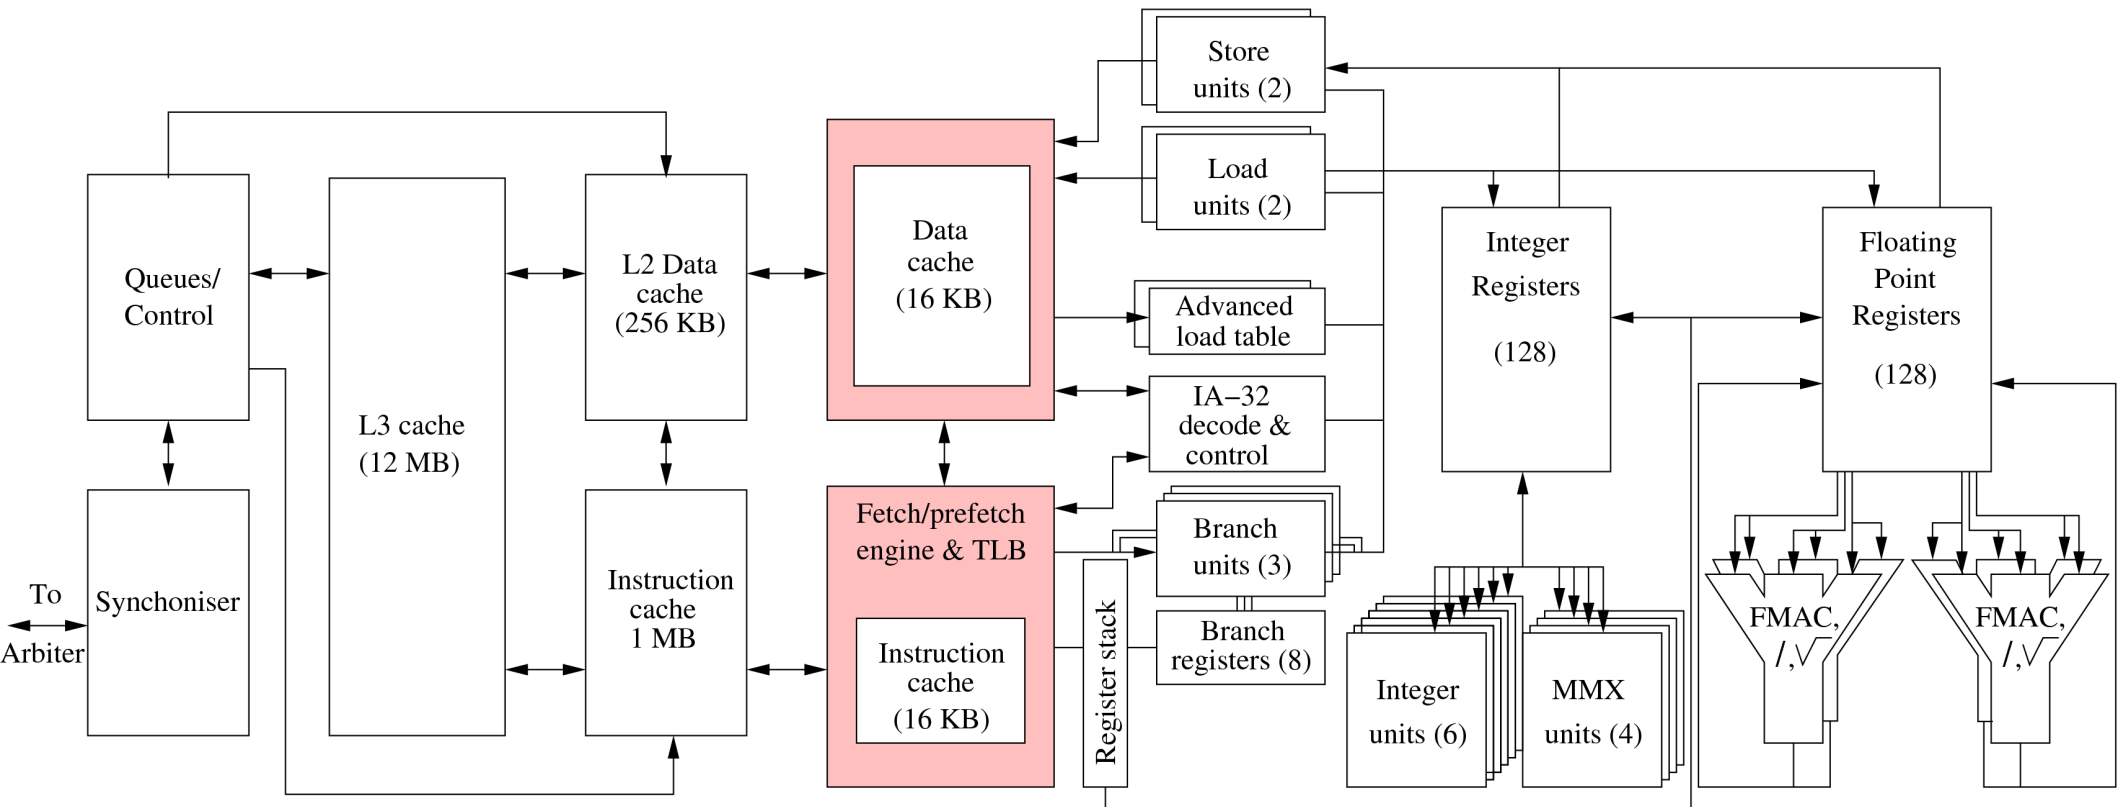 Store
units (2)
Load
units (2)
Data
cache
(16 KB)
Queues/
Control
L2 Data
cache
(256 KB)
Advanced
load table
Integer
Registers
(128)
Floating
Point
Registers
(128)
L3 cache
(12 MB)
IA−32
decode &
control
Fetch/prefetch
engine & TLB
Branch
units (3)
To
Arbiter
Synchoniser
Instruction
cache
1 MB
Instruction
cache
(16 KB)
Register stack
Branch
registers (8)
Integer
units (6)
MMX
units (4)
FMAC,
/,√
FMAC,
/,√